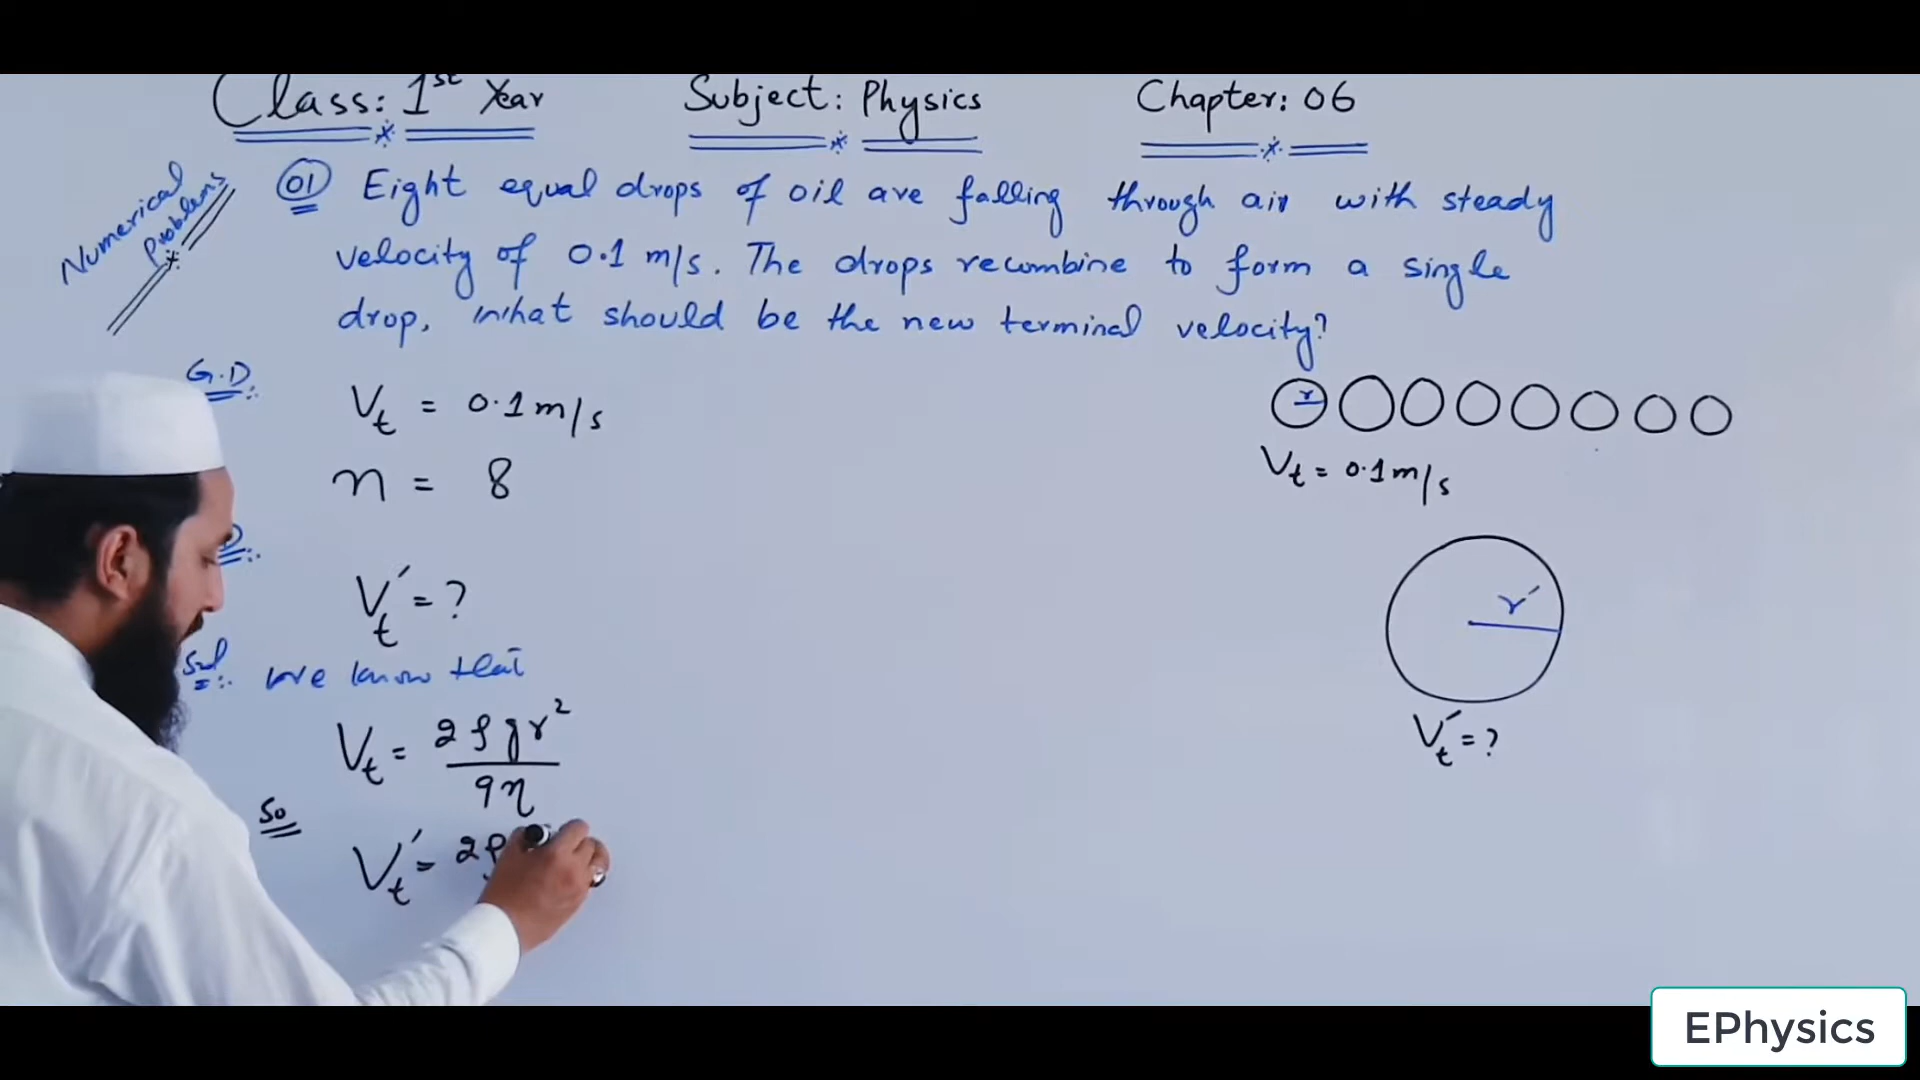 Class: 1st Year
Subject: Physics
Chapter: 06
Numerical Problems
01 Eight equal drops of oil are falling through air with steady
velocity of 0.1 m/s. The drops recombine to form a single
drop, what should be the new terminal velocity?
G.D:
Vt = 0.1 m/s
n = 8
Vt′ = ?
Sol: we know that
Vt = 2ρgr² / 9η
So
Vt′ = 2ρ
r
Vt = 0.1 m/s
r′
Vt′ = ?
EPhysics